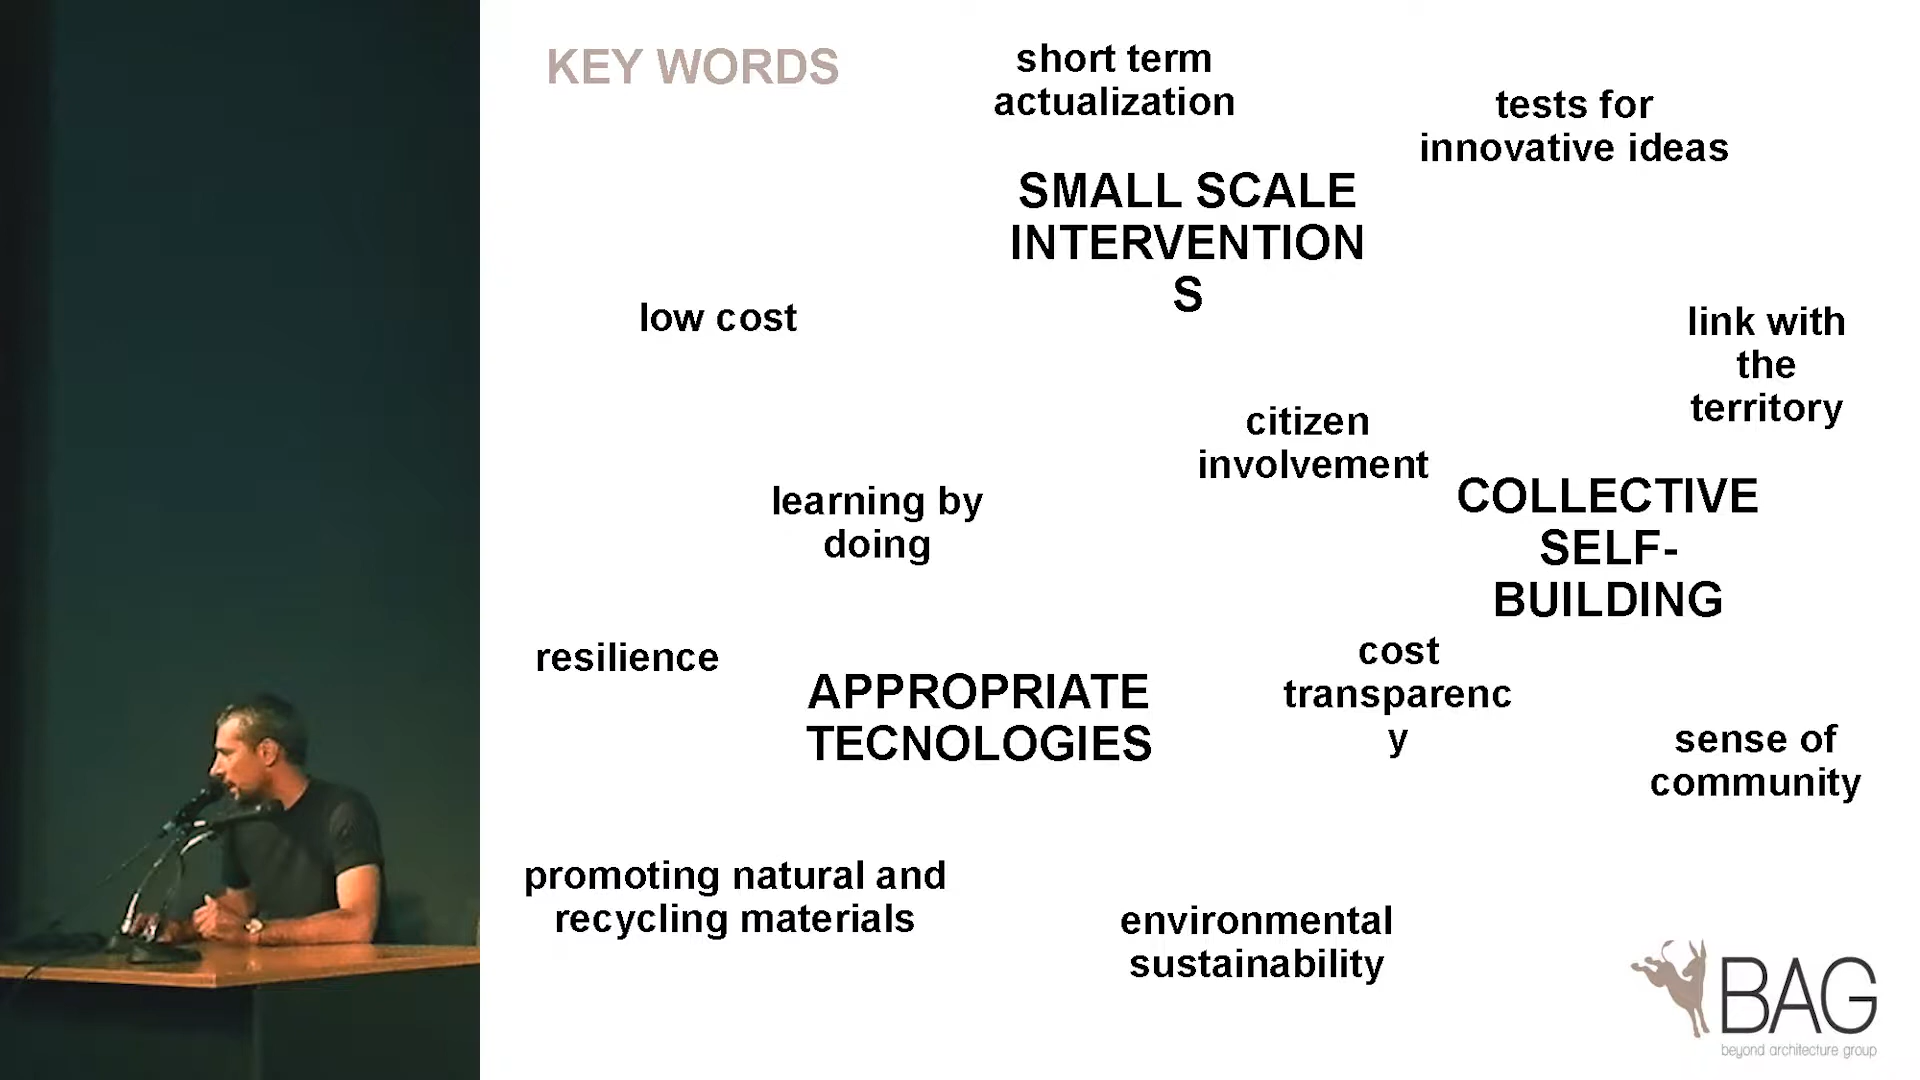 KEY WORDS
short term
actualization
tests for
innovative ideas
SMALL SCALE
INTERVENTION
S
low cost
link with
the
territory
citizen
involvement
learning by
doing
COLLECTIVE
SELF-
BUILDING
resilience
APPROPRIATE
TECNOLOGIES
cost
transparenc
y
sense of
community
promoting natural and
recycling materials
environmental
sustainability
BAG
beyond architecture group